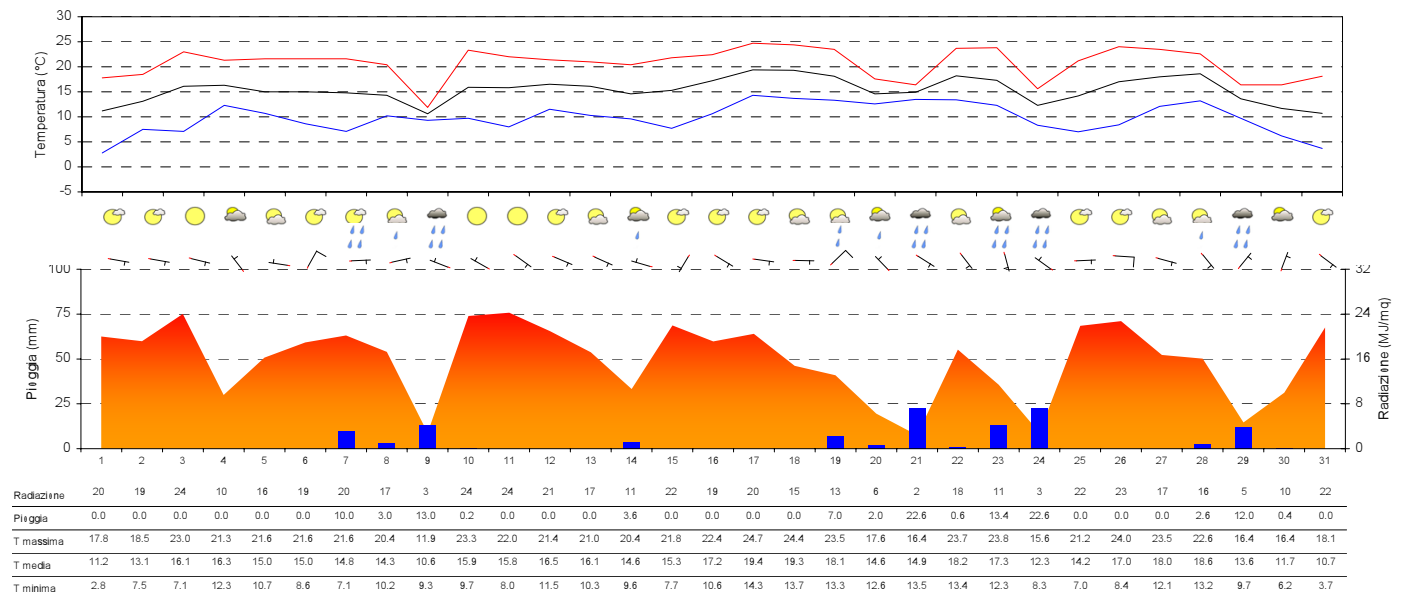 30
25
20
15
10
5
0
-5
Temperatura (°C)
100
75
50
25
0
Pioggia (mm)
32
24
16
8
0
Radiazione (MJ/mq)
1 2 3 4 5 6 7 8 9 10 11 12 13 14 15 16 17 18 19 20 21 22 23 24 25 26 27 28 29 30 31
Radiazione 20 19 24 10 16 19 20 17 3 24 24 21 17 11 22 19 20 15 13 6 2 18 11 3 22 23 17 16 5 10 22
Pioggia 0.0 0.0 0.0 0.0 0.0 0.0 10.0 3.0 13.0 0.2 0.0 0.0 0.0 3.6 0.0 0.0 0.0 0.0 7.0 2.0 22.6 0.6 13.4 22.6 0.0 0.0 0.0 2.6 12.0 0.4 0.0
T massima 17.8 18.5 23.0 21.3 21.6 21.6 21.6 20.4 11.9 23.3 22.0 21.4 21.0 20.4 21.8 22.4 24.7 24.4 23.5 17.6 16.4 23.7 23.8 15.6 21.2 24.0 23.5 22.6 16.4 16.4 18.1
T media 11.2 13.1 16.1 16.3 15.0 15.0 14.8 14.3 10.6 15.9 15.8 16.5 16.1 14.6 15.3 17.2 19.4 19.3 18.1 14.6 14.9 18.2 17.3 12.3 14.2 17.0 18.0 18.6 13.6 11.7 10.7
T minima 2.8 7.5 7.1 12.3 10.7 8.6 7.1 10.2 9.3 9.7 8.0 11.5 10.3 9.6 7.7 10.6 14.3 13.7 13.3 12.6 13.5 13.4 12.3 8.3 7.0 8.4 12.1 13.2 9.7 6.2 3.7